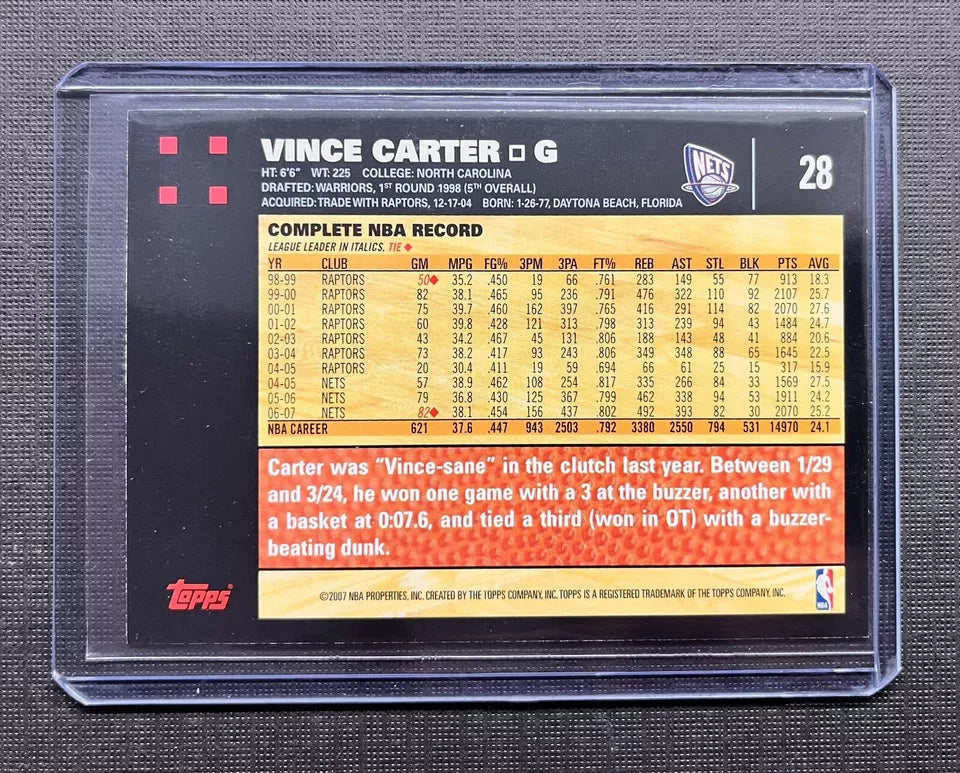 VINCE CARTER G
HT: 6'6" WT: 225 COLLEGE: NORTH CAROLINA
DRAFTED: WARRIORS, 1ST ROUND 1998 (5TH OVERALL)
ACQUIRED: TRADE WITH RAPTORS, 12-17-04 BORN: 1-26-77, DAYTONA BEACH, FLORIDA
NETS
28
COMPLETE NBA RECORD
LEAGUE LEADER IN ITALICS, TIE ◆
YR CLUB GM MPG FG% 3PM 3PA FT% REB AST STL BLK PTS AVG
98-99 RAPTORS 50◆ 35.2 .450 19 66 .761 283 149 55 77 913 18.3
99-00 RAPTORS 82 38.1 .465 95 236 .791 476 322 110 92 2107 25.7
00-01 RAPTORS 75 39.7 .460 162 397 .765 416 291 114 82 2070 27.6
01-02 RAPTORS 60 39.8 .428 121 313 .798 313 239 94 43 1484 24.7
02-03 RAPTORS 43 34.2 .467 45 131 .806 188 143 48 41 884 20.6
03-04 RAPTORS 73 38.2 .417 93 243 .806 349 348 88 65 1645 22.5
04-05 RAPTORS 20 30.4 .411 19 59 .694 66 61 25 15 317 15.9
04-05 NETS 57 38.9 .462 108 254 .817 335 266 84 33 1569 27.5
05-06 NETS 79 36.8 .430 125 367 .799 462 338 94 53 1911 24.2
06-07 NETS 82◆ 38.1 .454 156 437 .802 492 393 82 30 2070 25.2
NBA CAREER 621 37.6 .447 943 2503 .792 3380 2550 794 531 14970 24.1
Carter was "Vince-sane" in the clutch last year. Between 1/29
and 3/24, he won one game with a 3 at the buzzer, another with
a basket at 0:07.6, and tied a third (won in OT) with a buzzer-
beating dunk.
Topps®
©2007 NBA PROPERTIES, INC. CREATED BY THE TOPPS COMPANY, INC. TOPPS IS A REGISTERED TRADEMARK OF THE TOPPS COMPANY, INC.
NBA